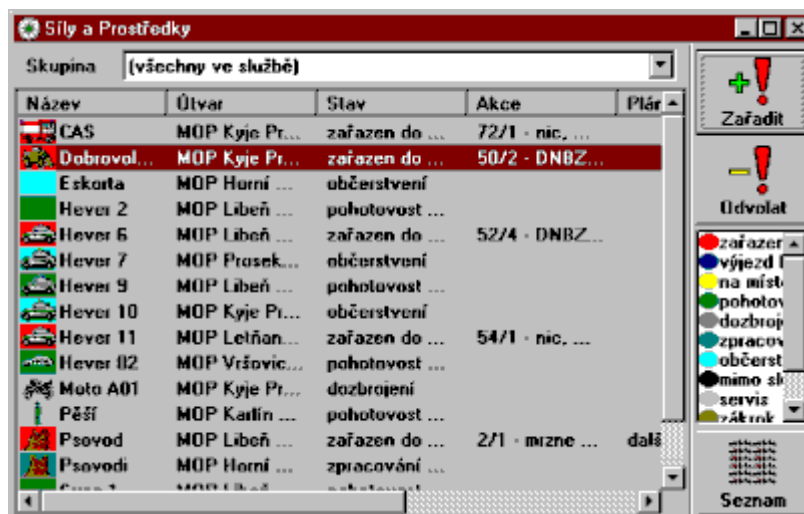 Síly a Prostředky
Skupina (všechny ve službě)
Název Útvar Stav Akce Plár
CAS MOP Kyje Pr... zařazen do ... 72/1 - nic, ...
Dobrovol... MOP Kyje Pr... zařazen do ... 50/2 - DNBZ...
Eskorta MOP Horní ... občerstvení
Hever 2 MOP Libeň ... pohotovost ...
Hever 6 MOP Libeň ... zařazen do ... 52/4 - DNBZ...
Hever 7 MOP Prosek... občerstvení
Hever 9 MOP Libeň ... pohotovost ...
Hever 10 MOP Kyje Pr... občerstvení
Hever 11 MOP Letňan... zařazen do ... 54/1 - nic, ...
Hever 82 MOP Vršovic... pohotovost ...
Moto A01 MOP Kyje Pr... dozbrojení
Pěší MOP Karlín ... pohotovost ...
Psovod MOP Libeň ... zařazen do ... 2/1 - mrzne ... dalš
Psovodi MOP Horní ... zpracování ...
Zařadit
Odvolat
zařazen
výjezd
na míst
pohotov
dozbroj
zpracov
občerst
mimo sl
servis
zákrok
Seznam